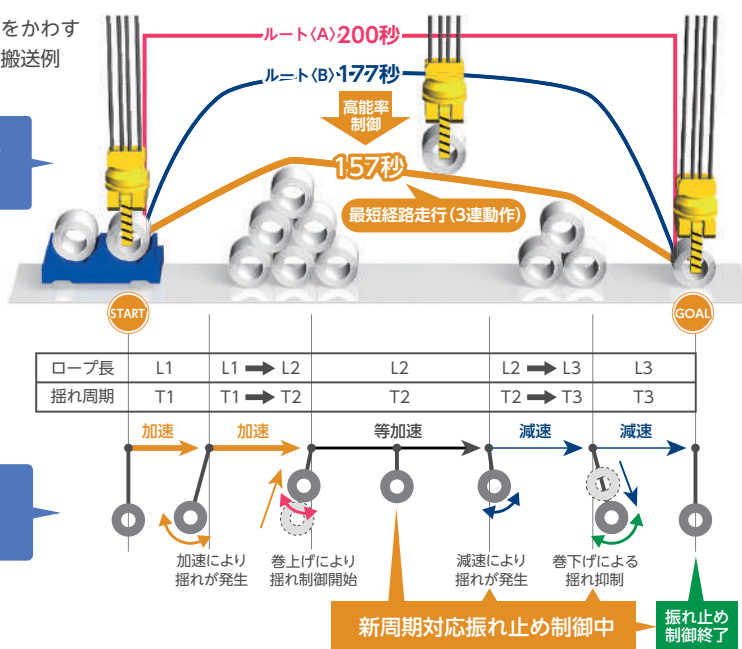 をかわす
搬送例
ルート〈A〉200秒
ルート〈B〉177秒
高能率
制御
157秒
最短経路走行（3連動作）
START
GOAL
ロープ長 L1 L1 ➡ L2 L2 L2 ➡ L3 L3
揺れ周期 T1 T1 ➡ T2 T2 T2 ➡ T3 T3
加速 加速 等加速 減速 減速
加速により
揺れが発生
巻上げにより
揺れ制御開始
減速により
揺れが発生
巻下げによる
揺れ抑制
新周期対応振れ止め制御中
振れ止め
制御終了